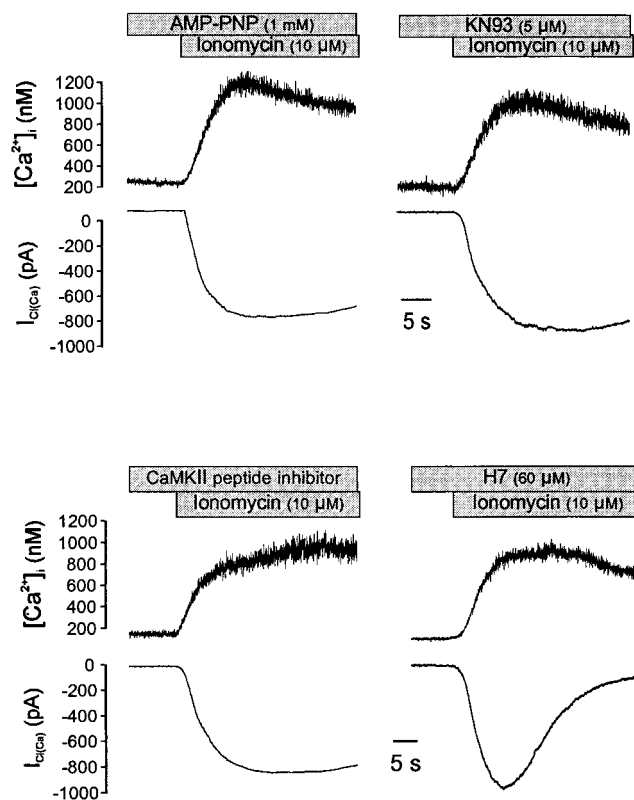 AMP-PNP (1 mM)
Ionomycin (10 µM)
KN93 (5 µM)
Ionomycin (10 µM)
[Ca²⁺]ᵢ (nM)
1200
1000
800
600
400
200
I_Cl(Ca) (pA)
0
-200
-400
-600
-800
-1000
5 s
CaMKII peptide inhibitor
Ionomycin (10 µM)
H7 (60 µM)
Ionomycin (10 µM)
[Ca²⁺]ᵢ (nM)
1200
1000
800
600
400
200
I_Cl(Ca) (pA)
0
-200
-400
-600
-800
-1000
5 s